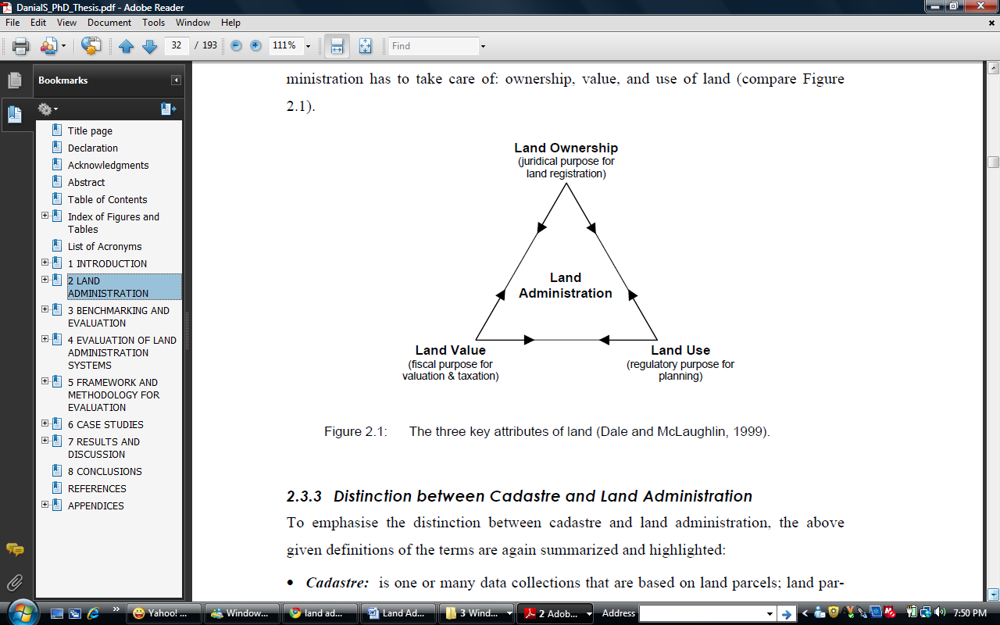 DanialS_PhD_Thesis.pdf - Adobe Reader
File Edit View Document Tools Window Help
32 / 193 111% Find
Bookmarks
Title page
Declaration
Acknowledgments
Abstract
Table of Contents
Index of Figures and
Tables
List of Acronyms
1 INTRODUCTION
2 LAND
ADMINISTRATION
3 BENCHMARKING AND
EVALUATION
4 EVALUATION OF LAND
ADMINISTRATION
SYSTEMS
5 FRAMEWORK AND
METHODOLOGY FOR
EVALUATION
6 CASE STUDIES
7 RESULTS AND
DISCUSSION
8 CONCLUSIONS
REFERENCES
APPENDICES
ministration has to take care of: ownership, value, and use of land (compare Figure
2.1).
Land Ownership
(juridical purpose for
land registration)
Land
Administration
Land Value
(fiscal purpose for
valuation & taxation)
Land Use
(regulatory purpose for
planning)
Figure 2.1: The three key attributes of land (Dale and McLaughlin, 1999).
2.3.3 Distinction between Cadastre and Land Administration
To emphasise the distinction between cadastre and land administration, the above
given definitions of the terms are again summarized and highlighted:
• Cadastre: is one or many data collections that are based on land parcels; land par-
Yahoo! ... Window... land ad... Land Ad... 3 Wind... 2 Adob... Address 7:50 PM